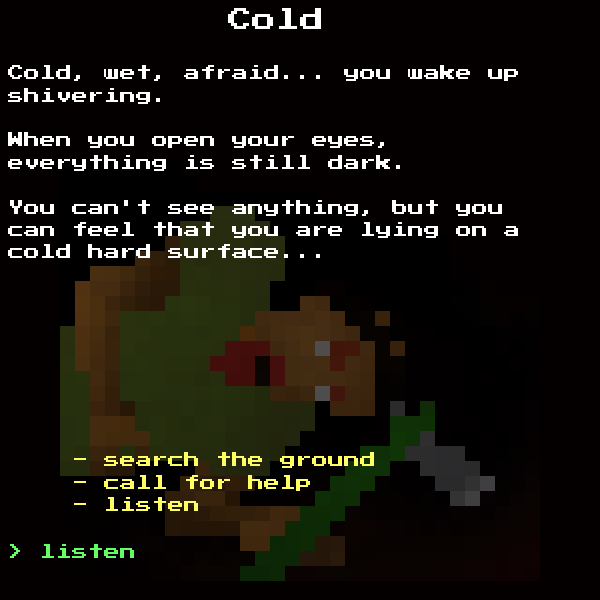 Cold
Cold, wet, afraid... you wake up
shivering.
When you open your eyes,
everything is still dark.
You can't see anything, but you
can feel that you are lying on a
cold hard surface...
- search the ground
- call for help
- listen
> listen